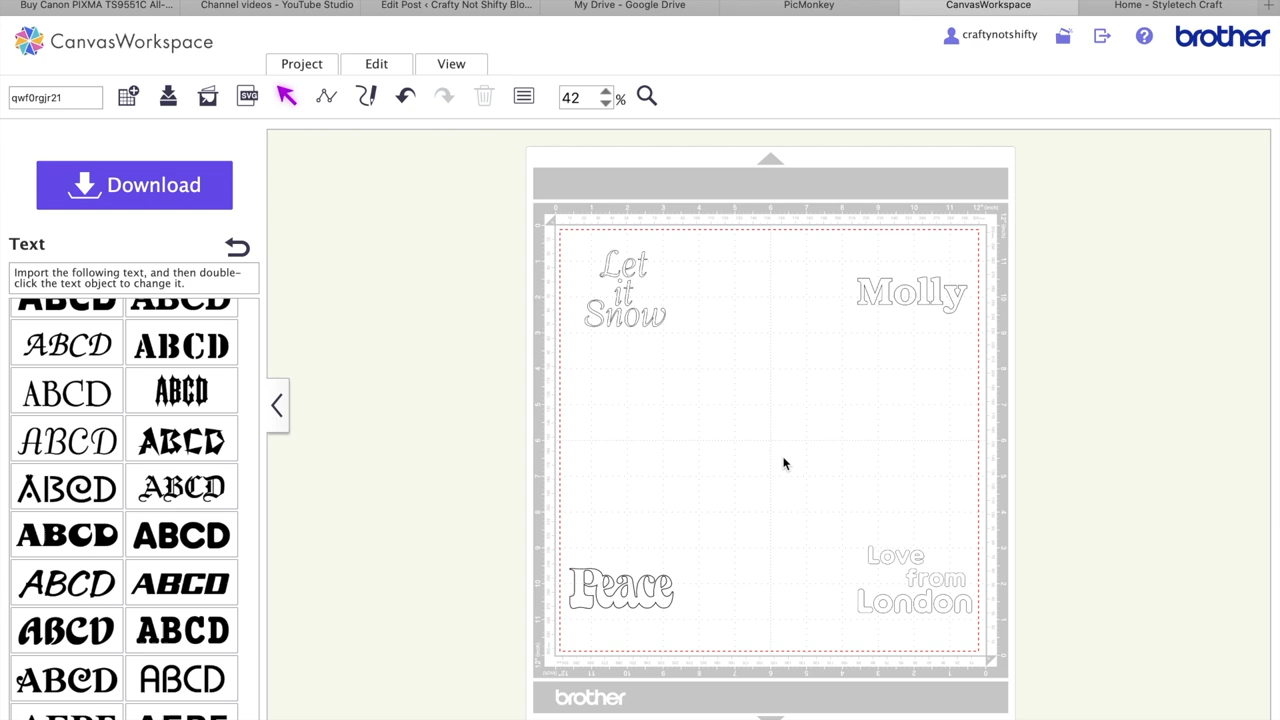 Buy Canon PIXMA TS9551C All-...
Channel videos - YouTube Studio
Edit Post ‹ Crafty Not Shifty Blo...
My Drive - Google Drive
PicMonkey
CanvasWorkspace
Home - Styletech Craft
CanvasWorkspace
craftynotshifty
brother
Project
Edit
View
qwf0rgjr21
SVG
42
%
Download
Text
Import the following text, and then double-
click the text object to change it.
ABCD ABCD
ABCD ABCD
ABCD ABCD
ABCD ABCD
ABCD ABCD
ABCD ABCD
ABCD ABCD
ABCD ABCD
ABCD ABCD
Let
it
Snow
Molly
Peace
Love
from
London
brother